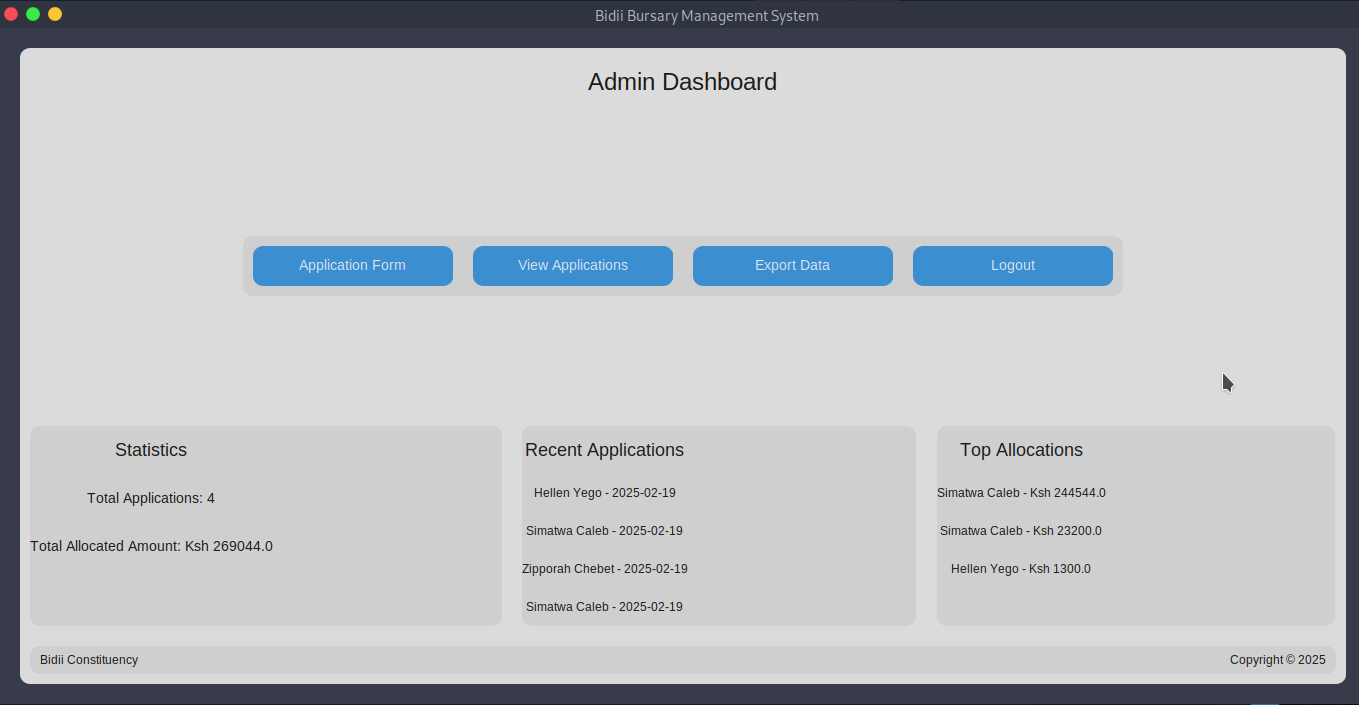 Bidii Bursary Management System
Admin Dashboard
Application Form
View Applications
Export Data
Logout
Statistics
Total Applications: 4
Total Allocated Amount: Ksh 269044.0
Recent Applications
Hellen Yego - 2025-02-19
Simatwa Caleb - 2025-02-19
Zipporah Chebet - 2025-02-19
Simatwa Caleb - 2025-02-19
Top Allocations
Simatwa Caleb - Ksh 244544.0
Simatwa Caleb - Ksh 23200.0
Hellen Yego - Ksh 1300.0
Bidii Constituency
Copyright © 2025